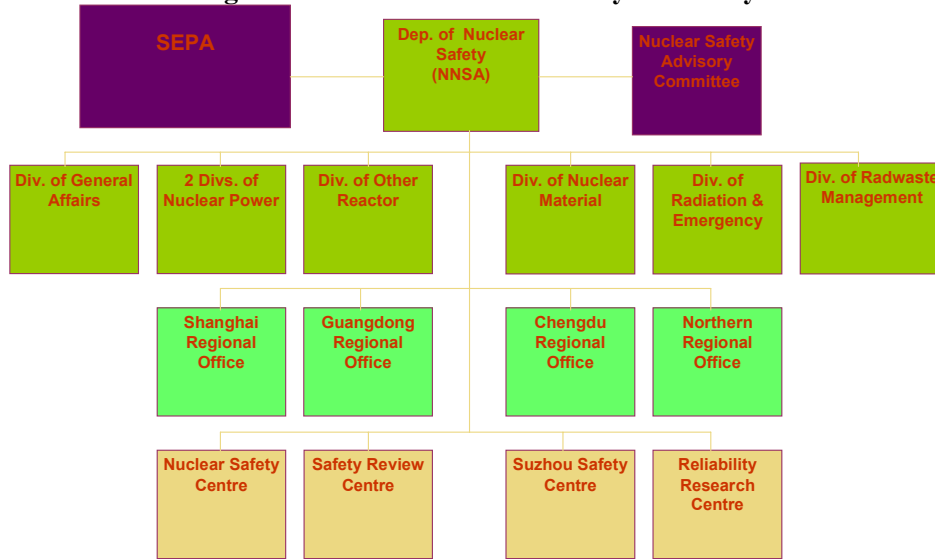 SEPA
Dep. of Nuclear
Safety
(NNSA)
Nuclear Safety
Advisory
Committee
Div. of General
Affairs
2 Divs. of
Nuclear Power
Div. of Other
Reactor
Div. of Nuclear
Material
Div. of
Radiation &
Emergency
Div. of Radwaste
Management
Shanghai
Regional
Office
Guangdong
Regional
Office
Chengdu
Regional
Office
Northern
Regional
Office
Nuclear Safety
Centre
Safety Review
Centre
Suzhou Safety
Centre
Reliability
Research
Centre